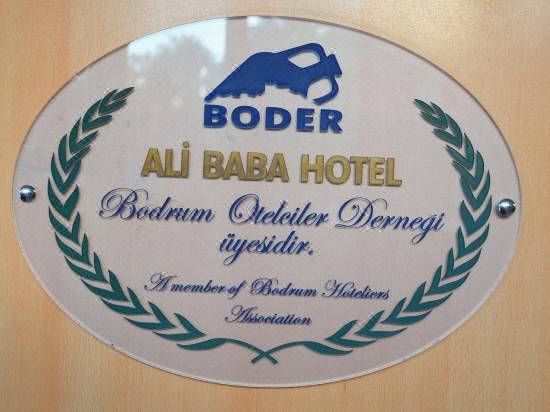 BODER
ALİ BABA HOTEL
Bodrum Otelciler Derneği
üyesidir.
A member of Bodrum Hoteliers
Association